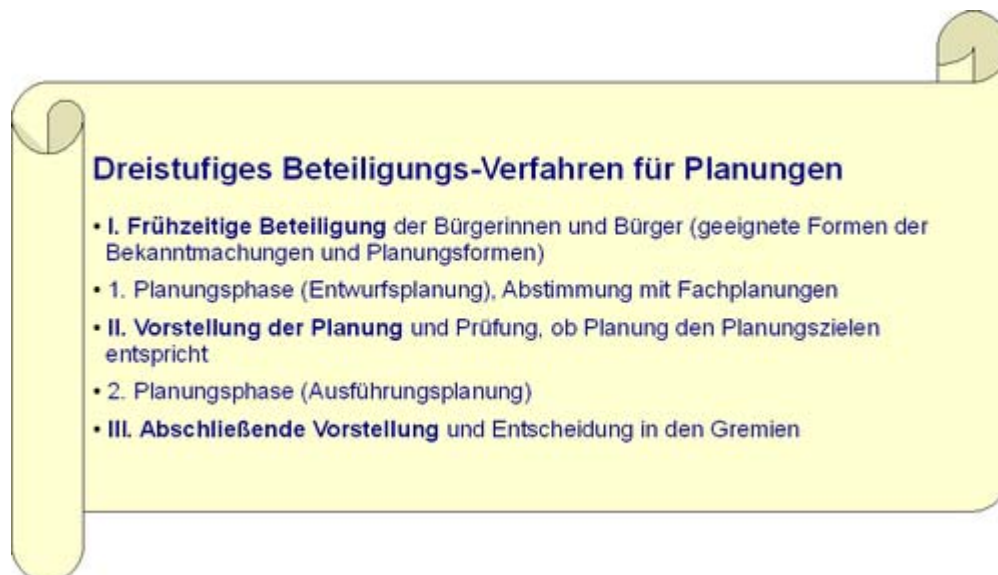 Dreistufiges Beteiligungs-Verfahren für Planungen
• I. Frühzeitige Beteiligung der Bürgerinnen und Bürger (geeignete Formen der
Bekanntmachungen und Planungsformen)
• 1. Planungsphase (Entwurfsplanung), Abstimmung mit Fachplanungen
• II. Vorstellung der Planung und Prüfung, ob Planung den Planungszielen
entspricht
• 2. Planungsphase (Ausführungsplanung)
• III. Abschließende Vorstellung und Entscheidung in den Gremien